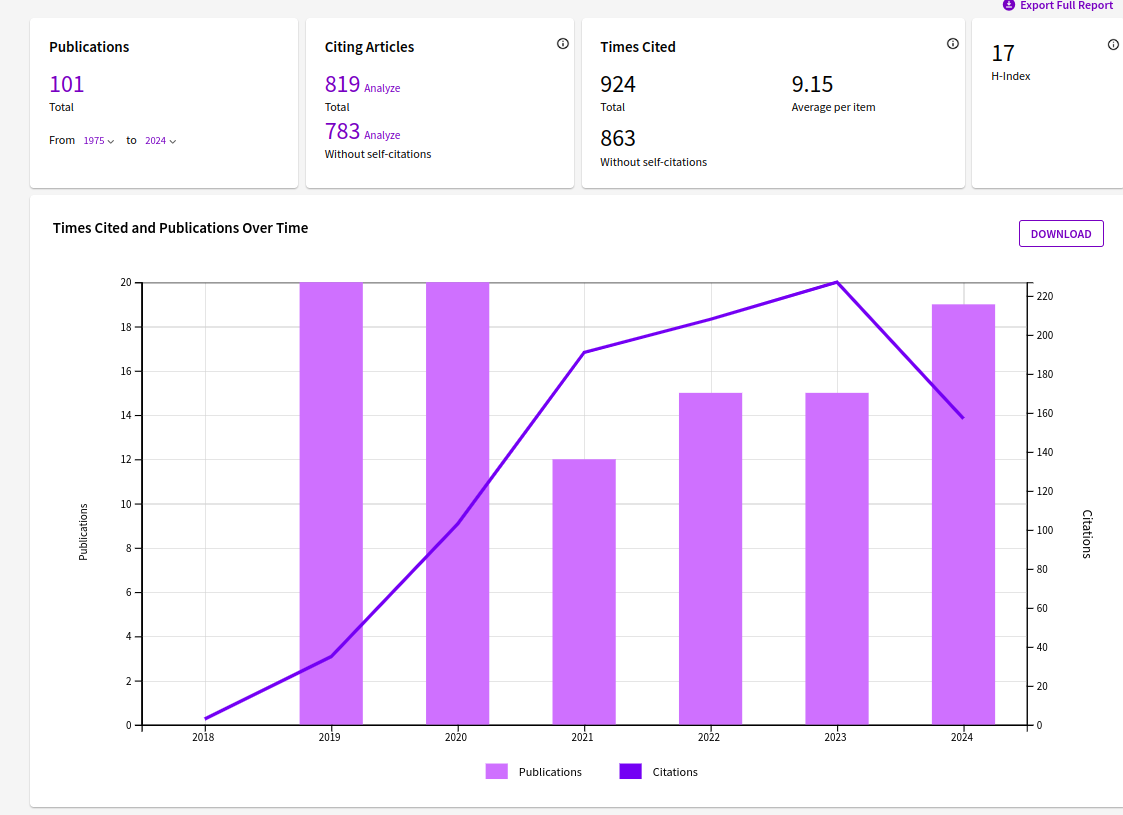 Export Full Report
Publications
101
Total
From 1975 to 2024
Citing Articles
819 Analyze
Total
783 Analyze
Without self-citations
Times Cited
924
Total
863
Without self-citations
9.15
Average per item
17
H-Index
Times Cited and Publications Over Time
DOWNLOAD
20
18
16
14
12
10
8
6
4
2
0
Publications
220
200
180
160
140
120
100
80
60
40
20
0
Citations
2018 2019 2020 2021 2022 2023 2024
Publications Citations